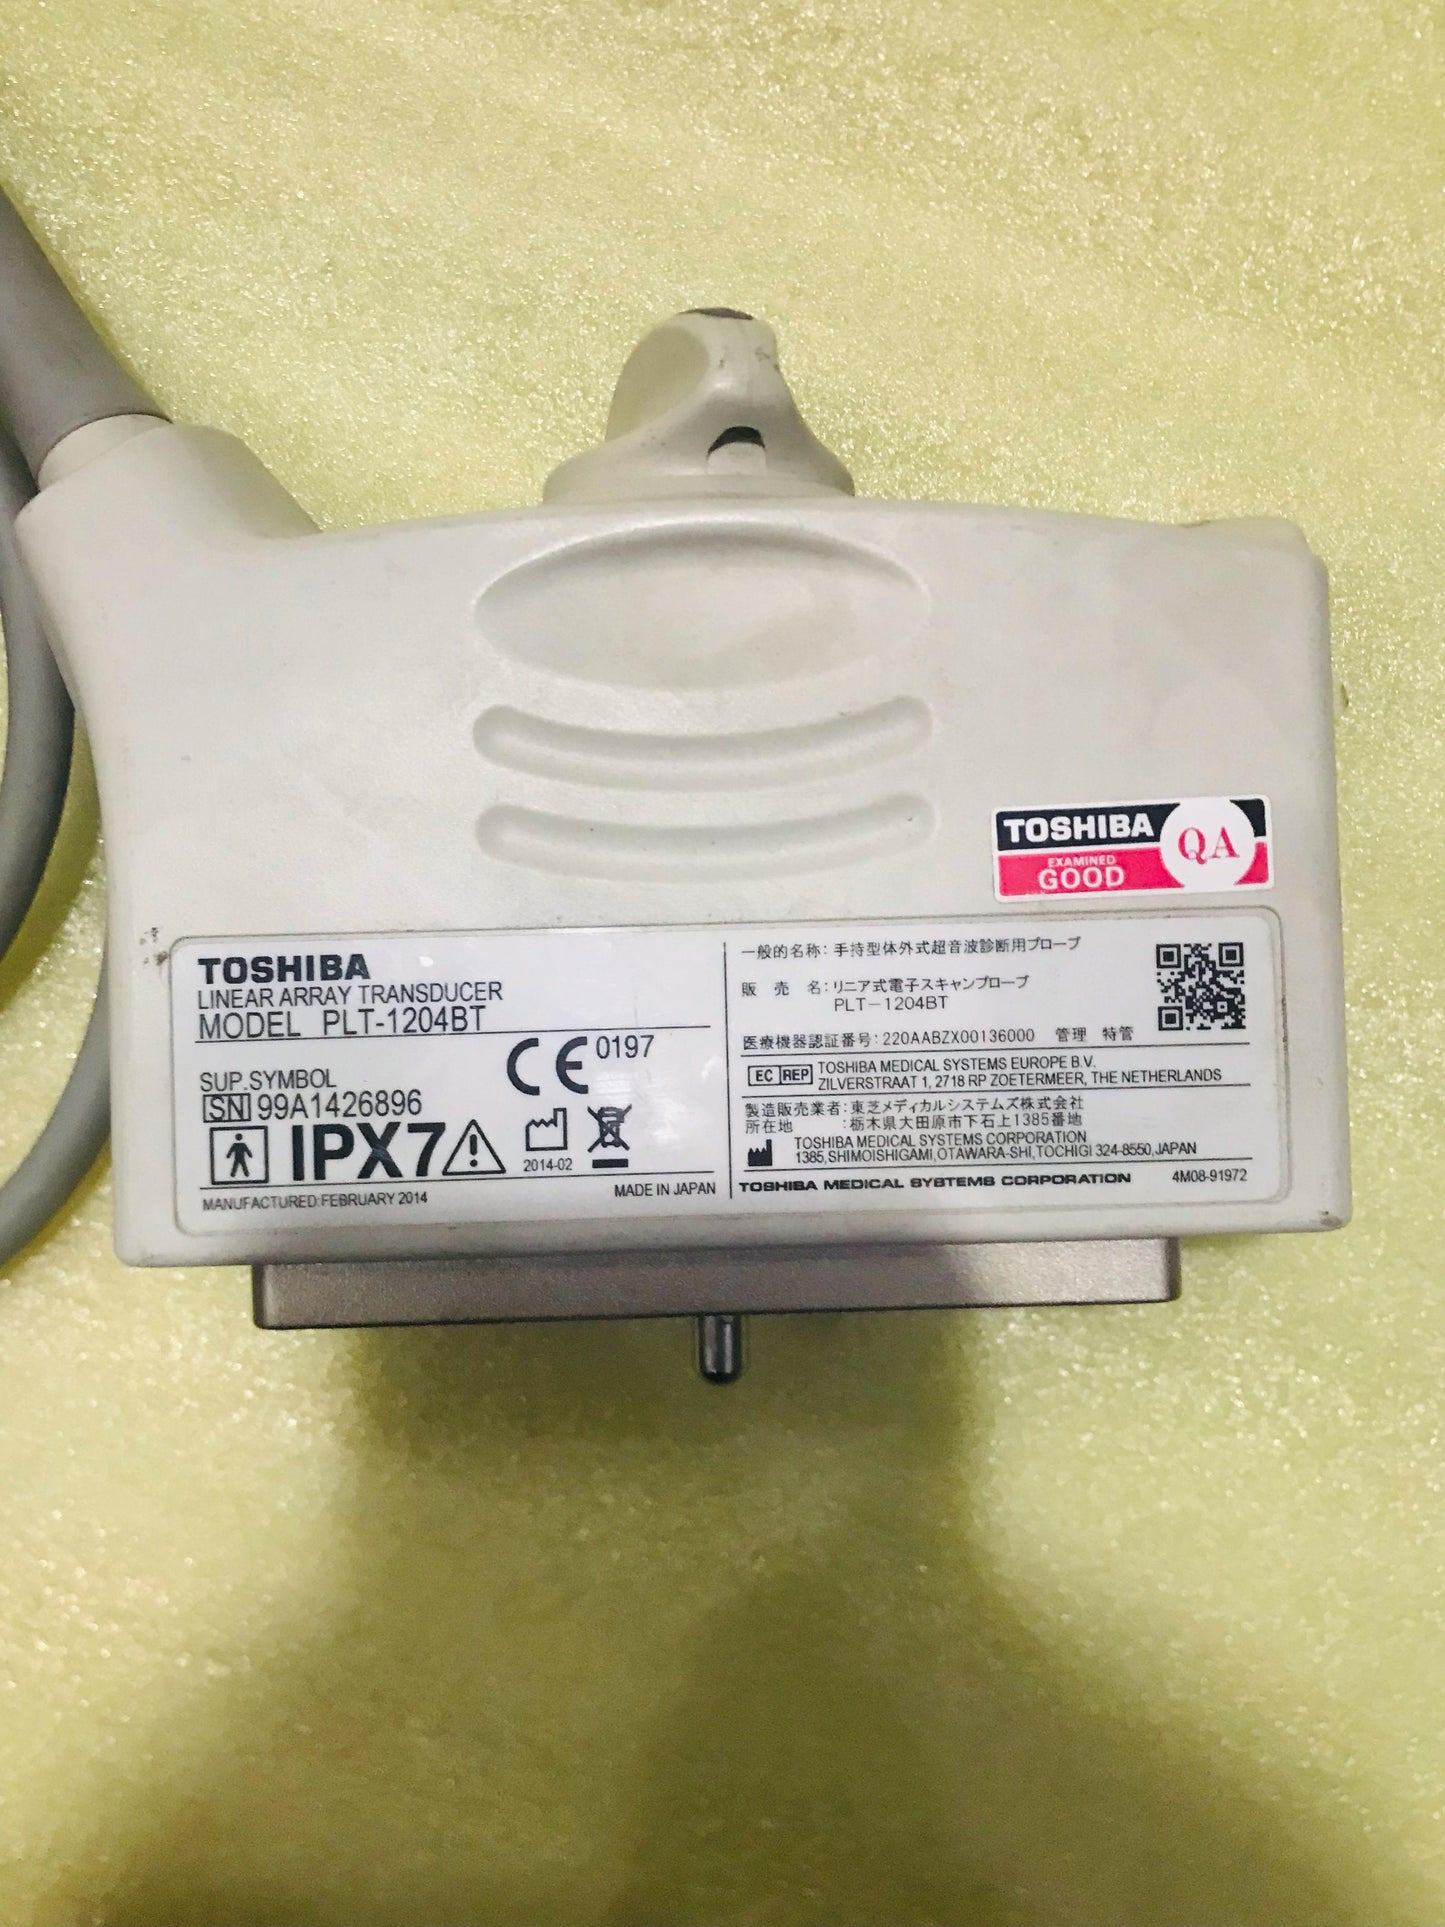 TOSHIBA
EXAMINED
GOOD
QA
TOSHIBA
LINEAR ARRAY TRANSDUCER
MODEL PLT-1204BT
CE 0197
SUP.SYMBOL
SN 99A1426896
IPX7
2014-02
MANUFACTURED:FEBRUARY 2014
MADE IN JAPAN
一般的名称：手持型体外式超音波診断用プローブ
販 売 名：リニア式電子スキャンプローブ
PLT-1204BT
医療機器認証番号：220AABZX00136000 管理 特管
EC REP TOSHIBA MEDICAL SYSTEMS EUROPE B.V.
ZILVERSTRAAT 1, 2718 RP ZOETERMEER, THE NETHERLANDS
製造販売業者：東芝メディカルシステムズ株式会社
所在地 ：栃木県大田原市下石上1385番地
TOSHIBA MEDICAL SYSTEMS CORPORATION
1385, SHIMOISHIGAMI, OTAWARA-SHI, TOCHIGI 324-8550, JAPAN
TOSHIBA MEDICAL SYSTEMS CORPORATION
4M08-91972